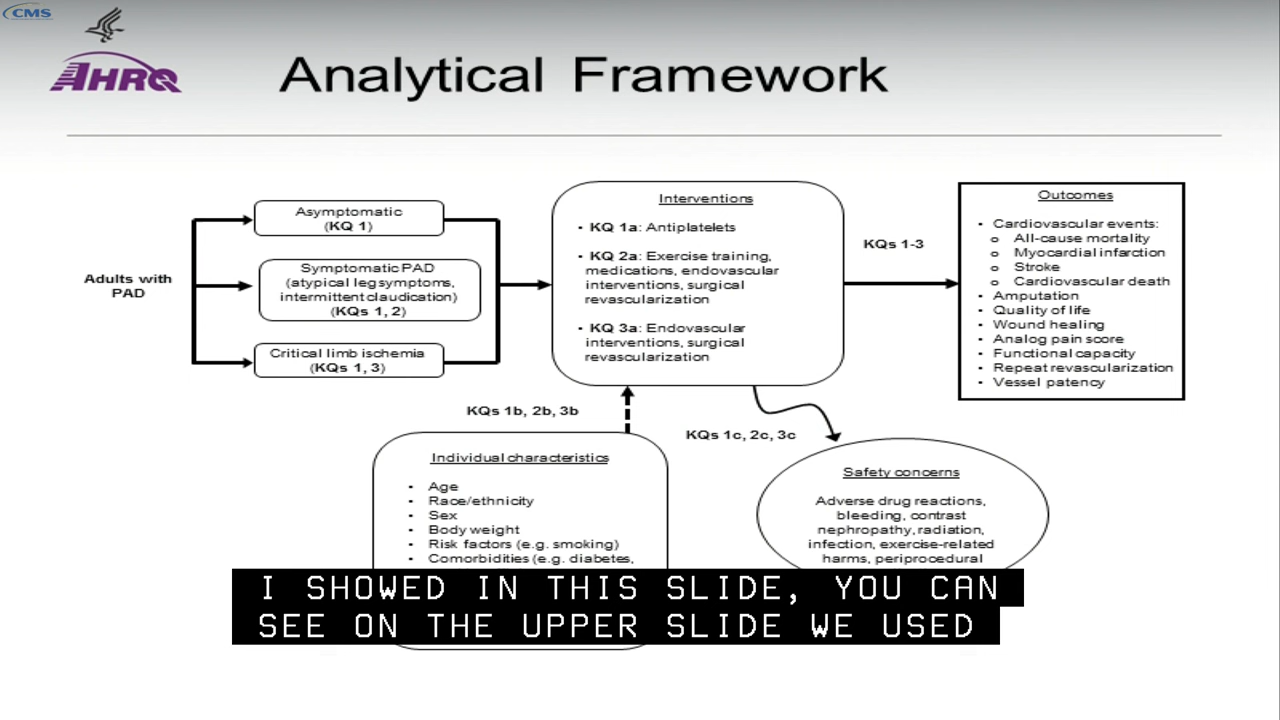 CMS
AHRQ
Analytical Framework
Adults with
PAD
Asymptomatic
(KQ 1)
Symptomatic PAD
(atypical leg symptoms,
intermittent claudication)
(KQs 1, 2)
Critical limb ischemia
(KQs 1, 3)
Interventions
• KQ 1a: Antiplatelets
• KQ 2a: Exercise training,
medications, endovascular
interventions, surgical
revascularization
• KQ 3a: Endovascular
interventions, surgical
revascularization
KQs 1-3
Outcomes
• Cardiovascular events:
o All-cause mortality
o Myocardial infarction
o Stroke
o Cardiovascular death
• Amputation
• Quality of life
• Wound healing
• Analog pain score
• Functional capacity
• Repeat revascularization
• Vessel patency
KQs 1b, 2b, 3b
KQs 1c, 2c, 3c
Individual characteristics
• Age
• Race/ethnicity
• Sex
• Body weight
• Risk factors (e.g. smoking)
• Comorbidities (e.g. diabetes,
Safety concerns
Adverse drug reactions,
bleeding, contrast
nephropathy, radiation,
infection, exercise-related
harms, periprocedural
I SHOWED IN THIS SLIDE, YOU CAN
SEE ON THE UPPER SLIDE WE USED